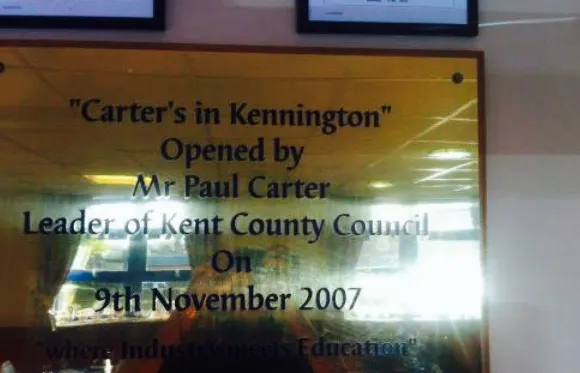 "Carter's in Kennington"
Opened by
Mr Paul Carter
Leader of Kent County Council
On
9th November 2007
"where Industry meets Education"